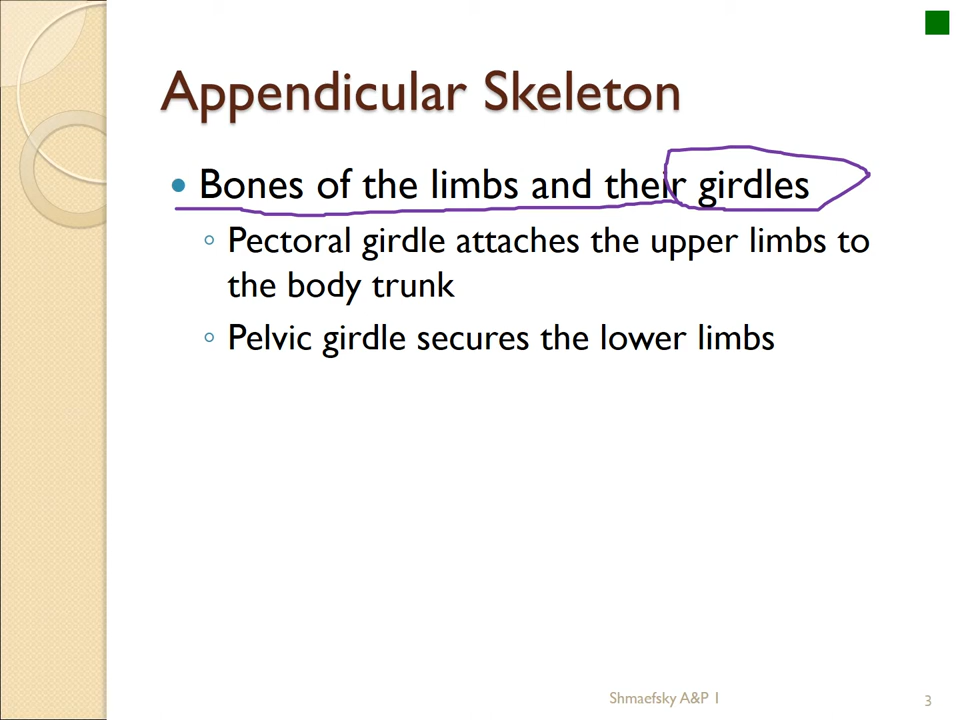 Appendicular Skeleton
Bones of the limbs and their girdles
Pectoral girdle attaches the upper limbs to
the body trunk
Pelvic girdle secures the lower limbs
Shmaefsky A&P 1
3